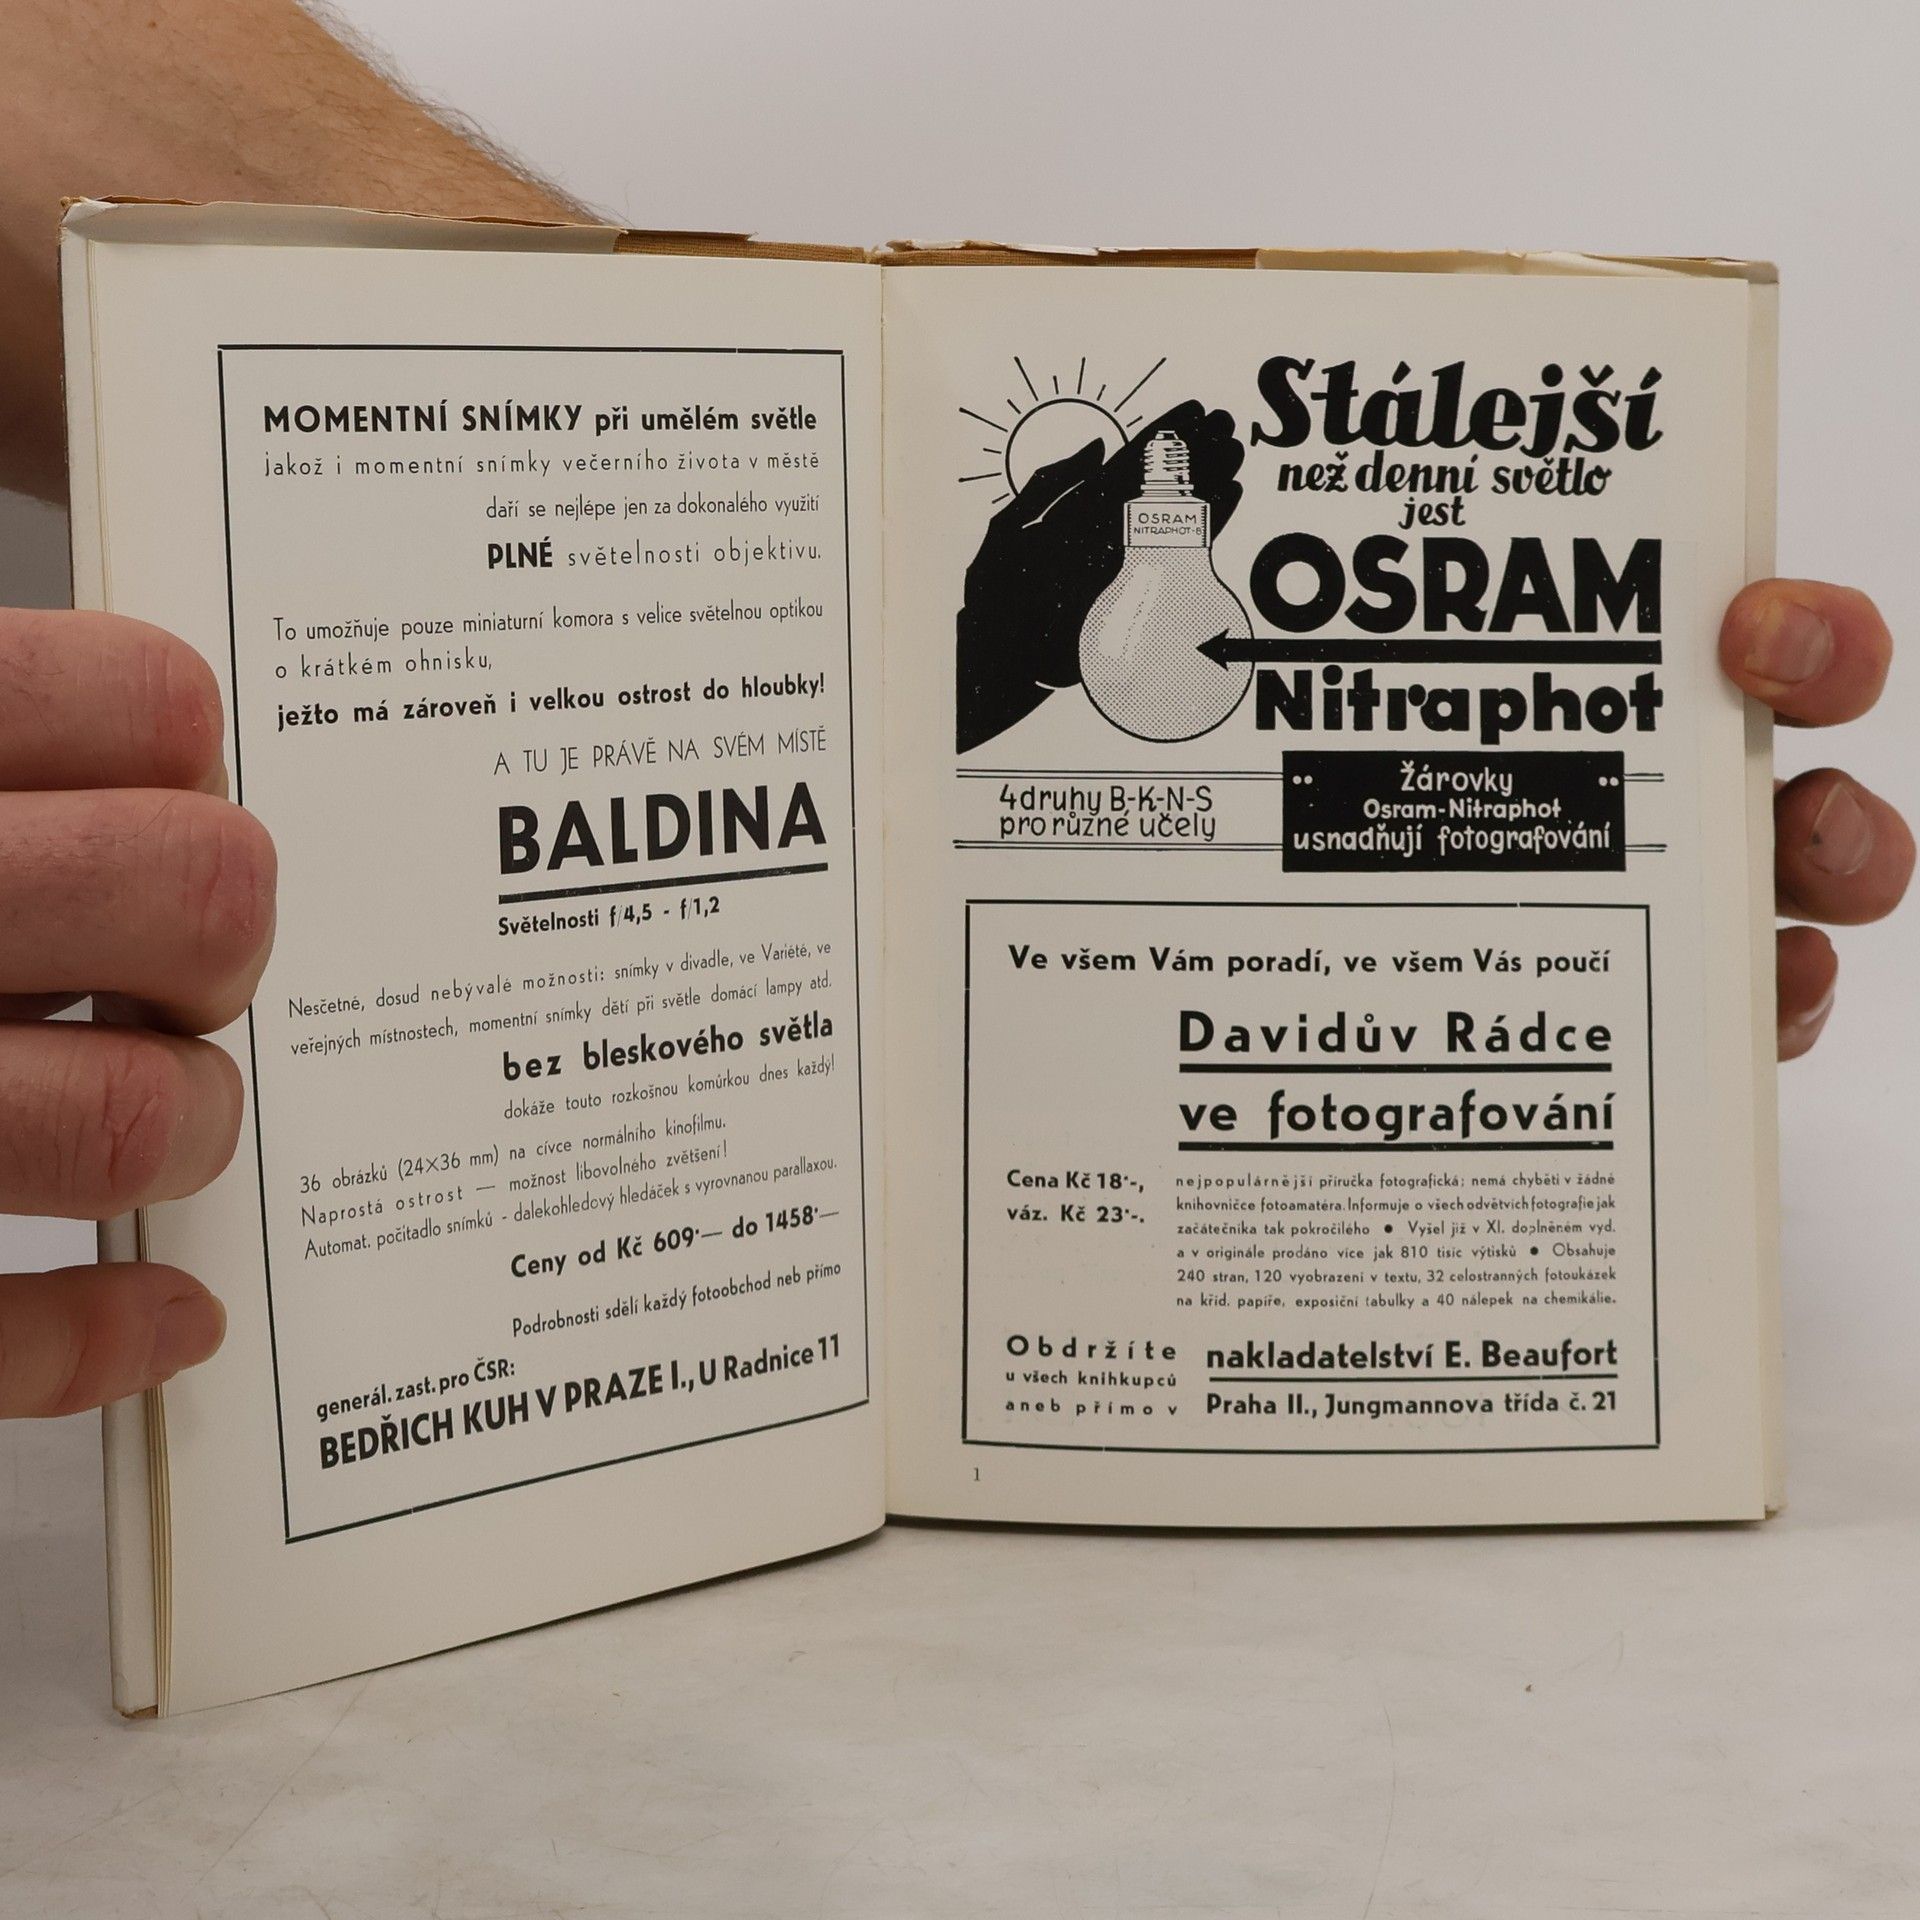 MOMENTNÍ SNÍMKY při umělém světle
jakož i momentní snímky večerního života v městě
daří se nejlépe jen za dokonalého využití
PLNÉ světelnosti objektivu.
To umožňuje pouze miniaturní komora s velice světelnou optikou
o krátkém ohnisku,
ježto má zároveň i velkou ostrost do hloubky!
A TU JE PRÁVĚ NA SVÉM MÍSTĚ
BALDINA
Světelnosti f/4,5 - f/1,2
Nesčetné, dosud nebývalé možnosti: snímky v divadle, ve Variété, ve
veřejných místnostech, momentní snímky dětí při světle domácí lampy atd.
bez bleskového světla
dokáže touto rozkošnou komůrkou dnes každý!
36 obrázků (24×36 mm) na cívce normálního kinofilmu.
Naprostá ostrost — možnost libovolného zvětšení!
Automat. počítadlo snímků - dalekohledový hledáček s vyrovnanou parallaxou.
Ceny od Kč 609·— do 1458·—
Podrobnosti sdělí každý fotoobchod neb přímo
generál. zast. pro ČSR:
BEDŘICH KUH V PRAZE I., U Radnice 11
Stálejší
než denní světlo
jest
OSRAM
NITRAPHOT-B
OSRAM
Nitraphot
4 druhy B-K-N-S
pro různé učely
Žárovky
Osram-Nitraphot
usnadňují fotografování
Ve všem Vám poradí, ve všem Vás poučí
Davidův Rádce
ve fotografování
Cena Kč 18·-,
váz. Kč 23·-.
nejpopulárnější příručka fotografická; nemá chyběti v žádné
knihovničce fotoamatéra. Informuje o všech odvětvích fotografie jak
začátečníka tak pokročilého ● Vyšel již v XI. doplněném vyd.
a v originále prodáno více jak 810 tisíc výtisků ● Obsahuje
240 stran, 120 vyobrazení v textu, 32 celostranných fotoukázek
na kříd. papíře, exposiční tabulky a 40 nálepek na chemikálie.
Obdržíte
u všech knihkupců
aneb přímo v
nakladatelství E. Beaufort
Praha II., Jungmannova třída č. 21
1